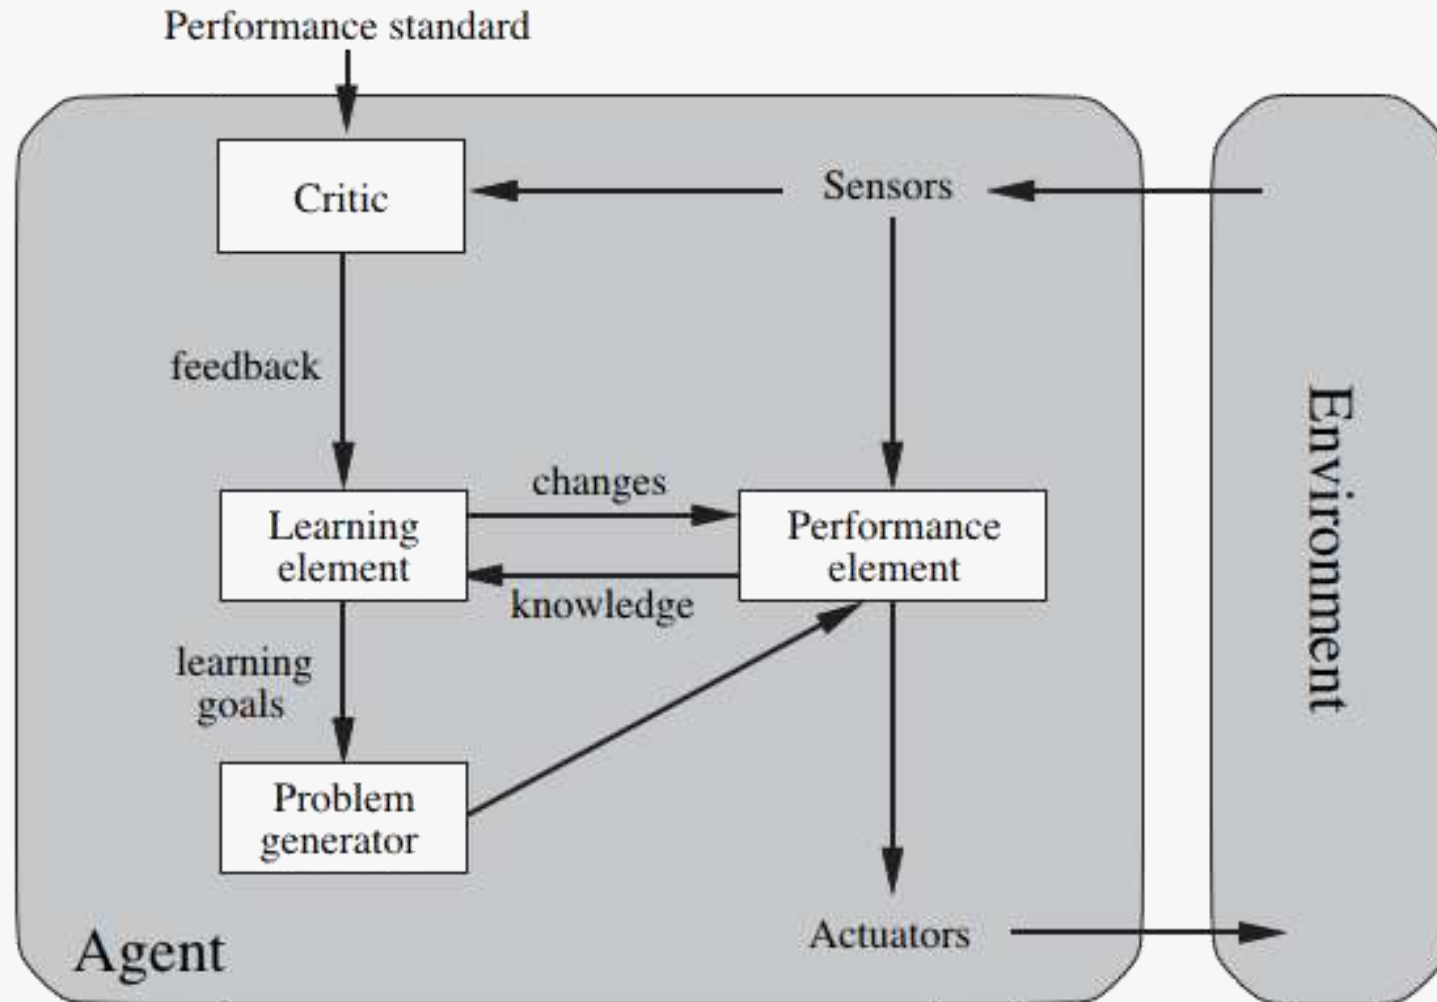 Performance standard
Critic
Sensors
feedback
changes
Learning
element
Performance
element
knowledge
learning
goals
Problem
generator
Actuators
Agent
Environment